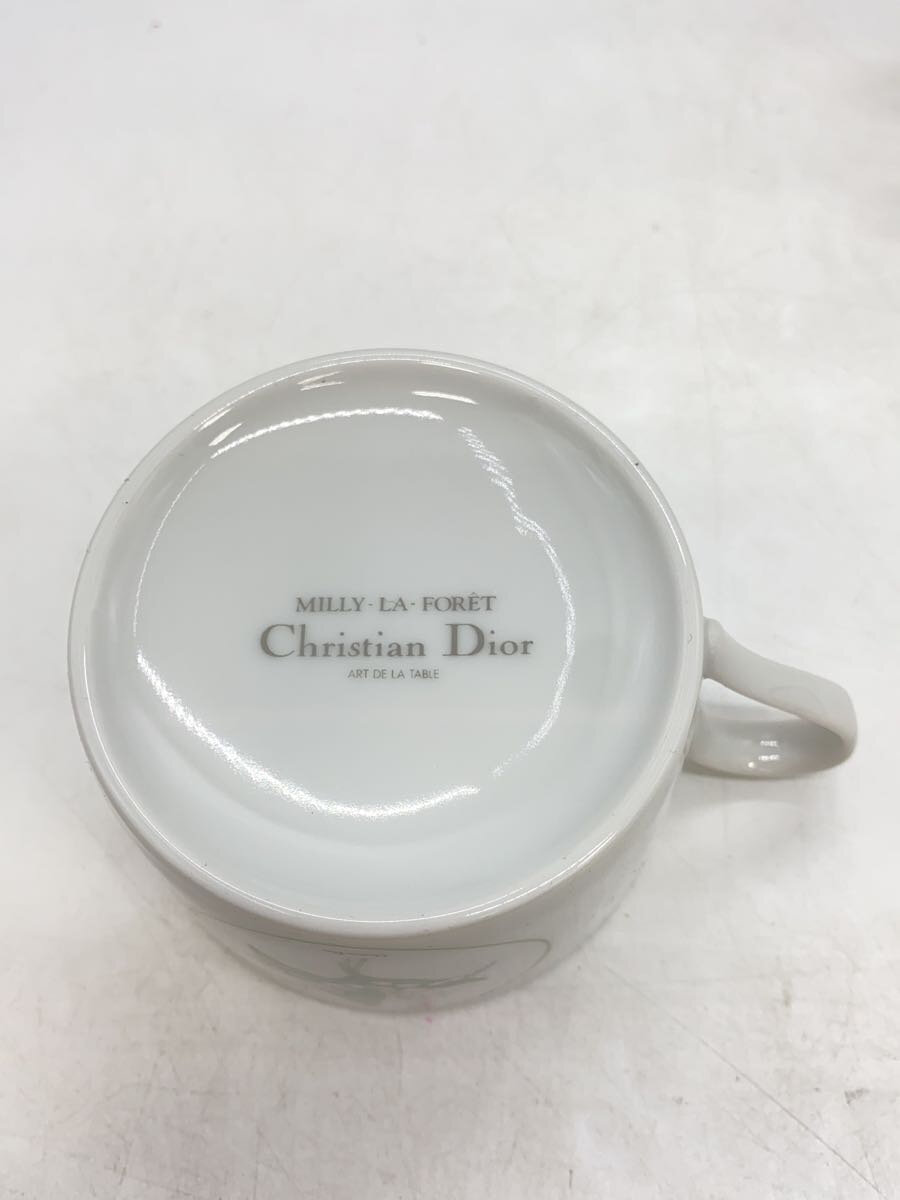 MILLY-LA-FORÊT
Christian Dior
ART DE LA TABLE